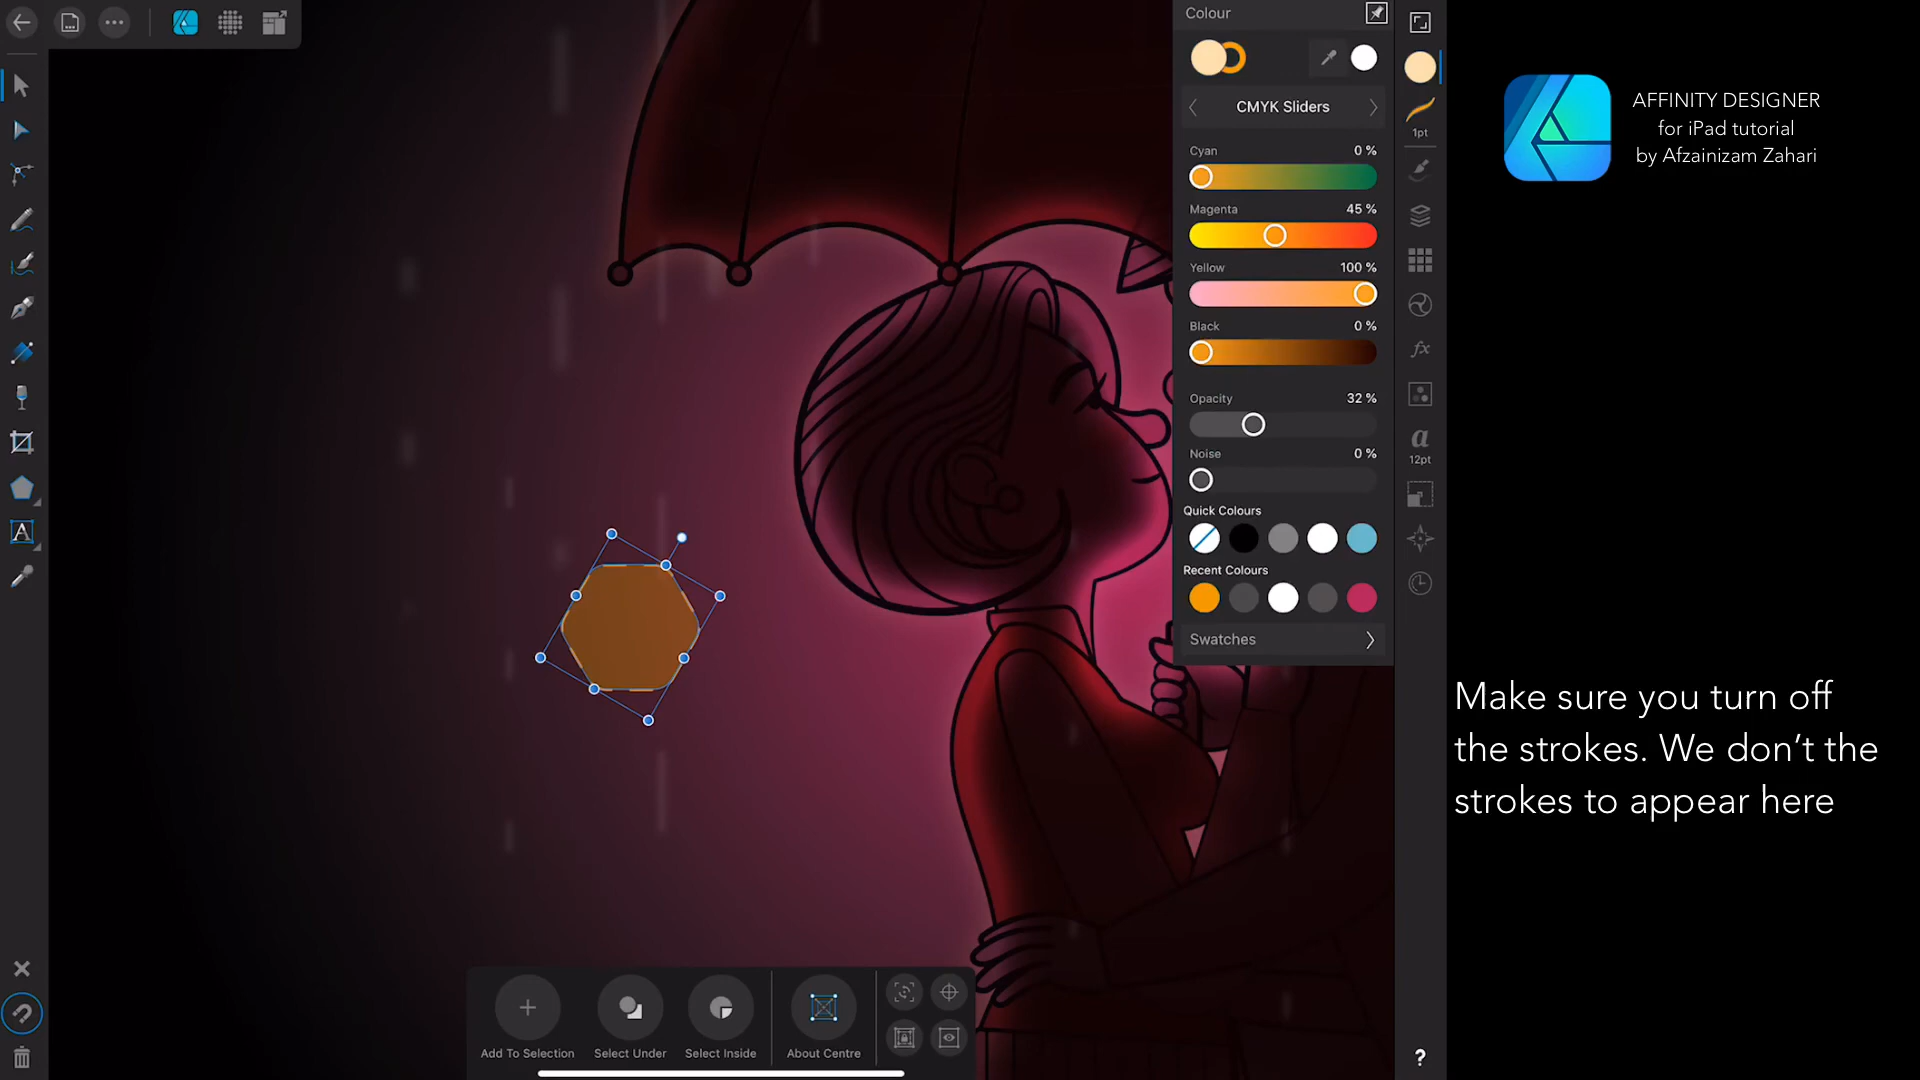 Colour
CMYK Sliders
Cyan 0 %
Magenta 45 %
Yellow 100 %
Black 0 %
Opacity 32 %
Noise 0 %
Quick Colours
Recent Colours
Swatches
1pt
fx
a
12pt
?
A
Add To Selection
Select Under
Select Inside
About Centre
AFFINITY DESIGNER
for iPad tutorial
by Afzainizam Zahari
Make sure you turn off
the strokes. We don’t the
strokes to appear here